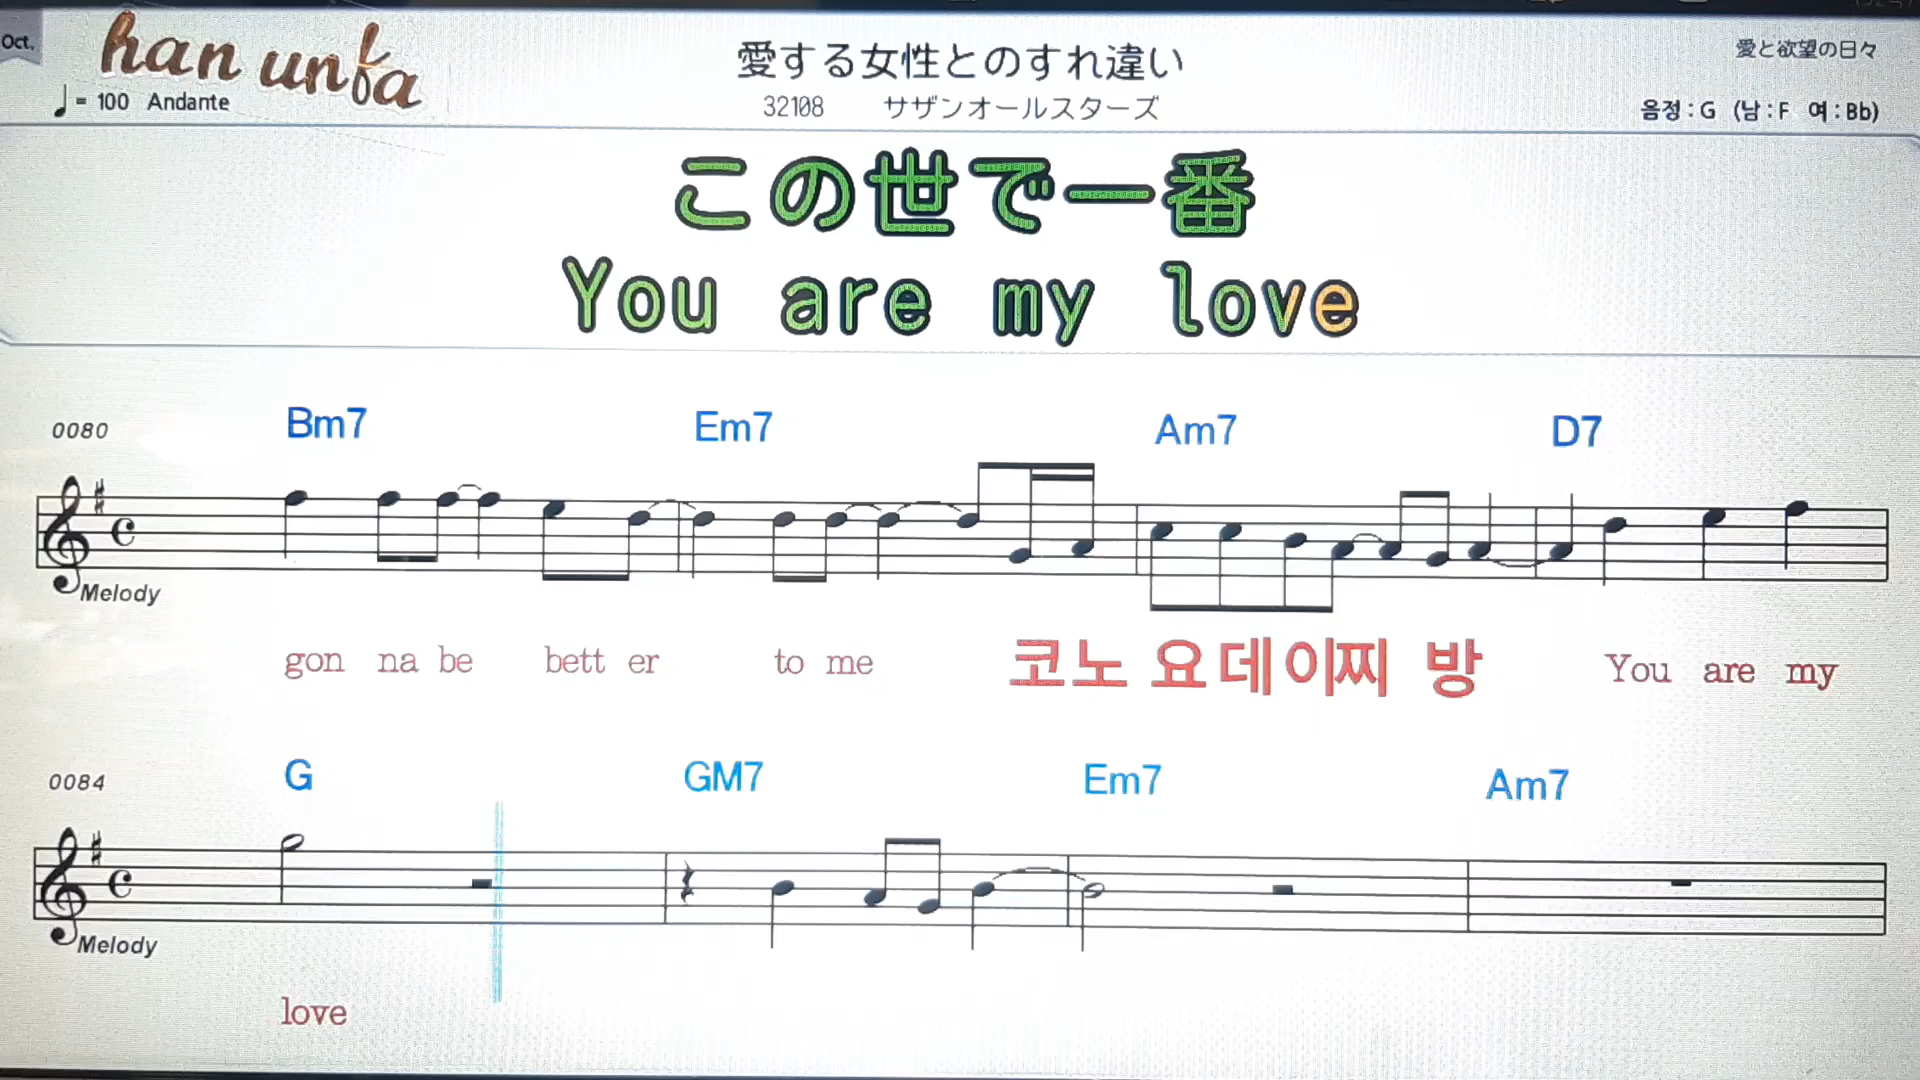 Oct.
han unfa
= 100 Andante
愛する女性とのすれ違い
32108 サザンオールスターズ
愛と欲望の日々
음정:G (남:F 여:Bb)
この世で一番
You are my love
0080 Bm7 Em7 Am7 D7
Melody
gon na be bett er to me 코노 요데이찌 방 You are my
0084 G GM7 Em7 Am7
Melody
love